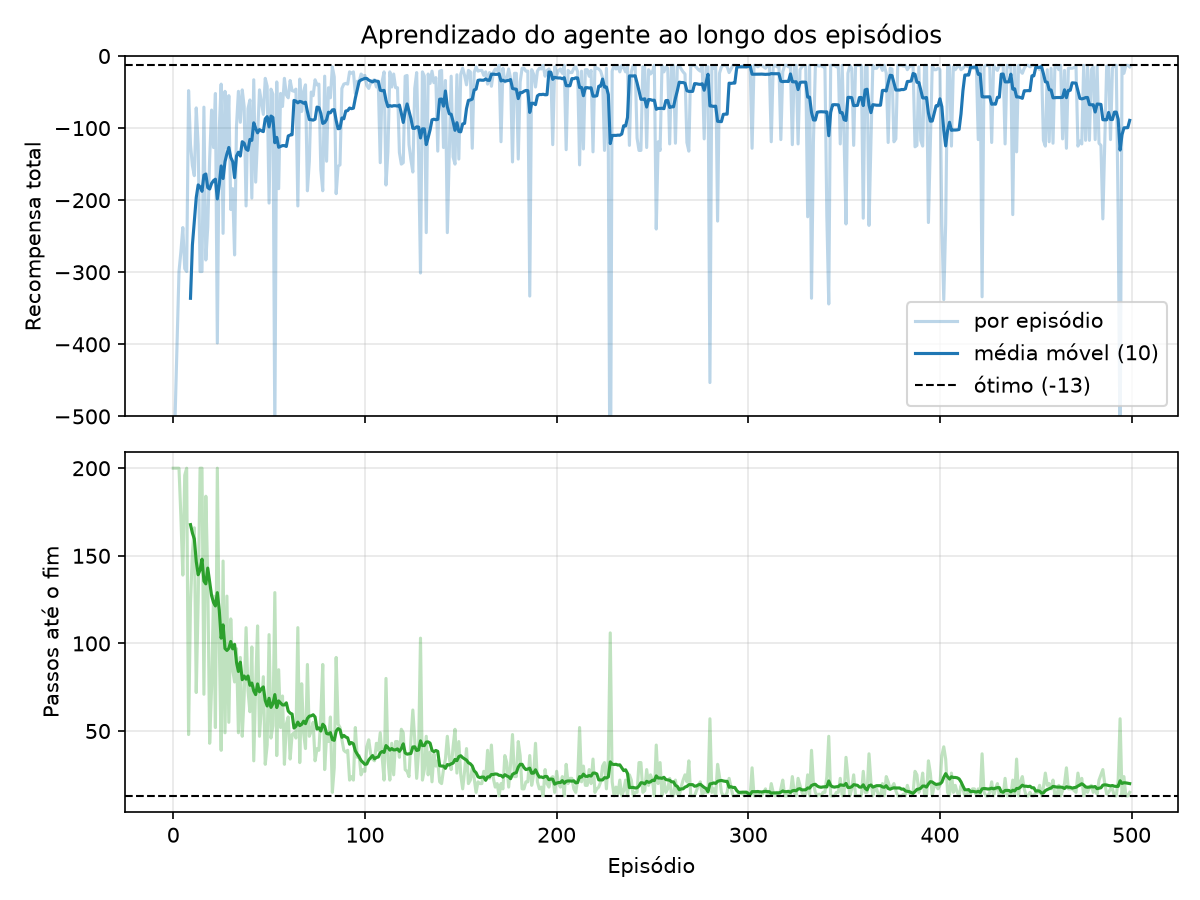 Aprendizado do agente ao longo dos episódios
Recompensa total
0
−100
−200
−300
−400
−500
por episódio
média móvel (10)
ótimo (-13)
Passos até o fim
200
150
100
50
0
100
200
300
400
500
Episódio